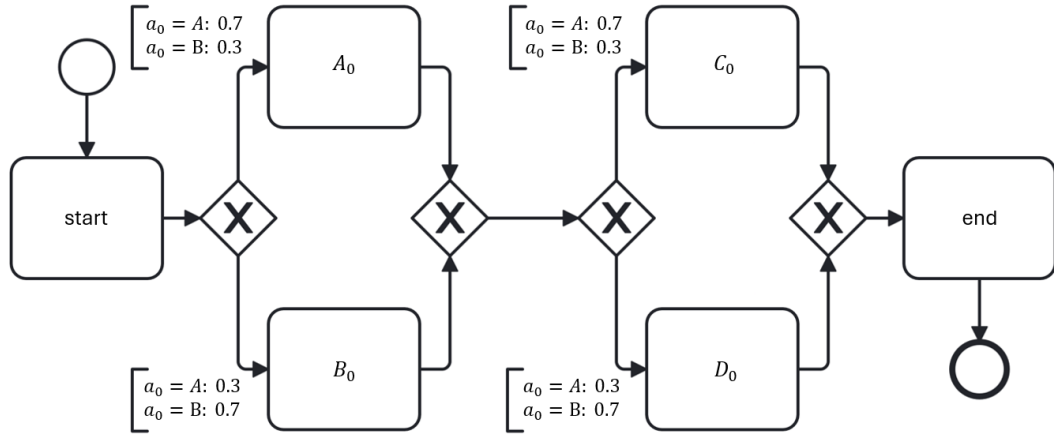 a₀ = A: 0.7
a₀ = B: 0.3
A₀
a₀ = A: 0.7
a₀ = B: 0.3
C₀
start
X
X
X
X
end
a₀ = A: 0.3
a₀ = B: 0.7
B₀
a₀ = A: 0.3
a₀ = B: 0.7
D₀